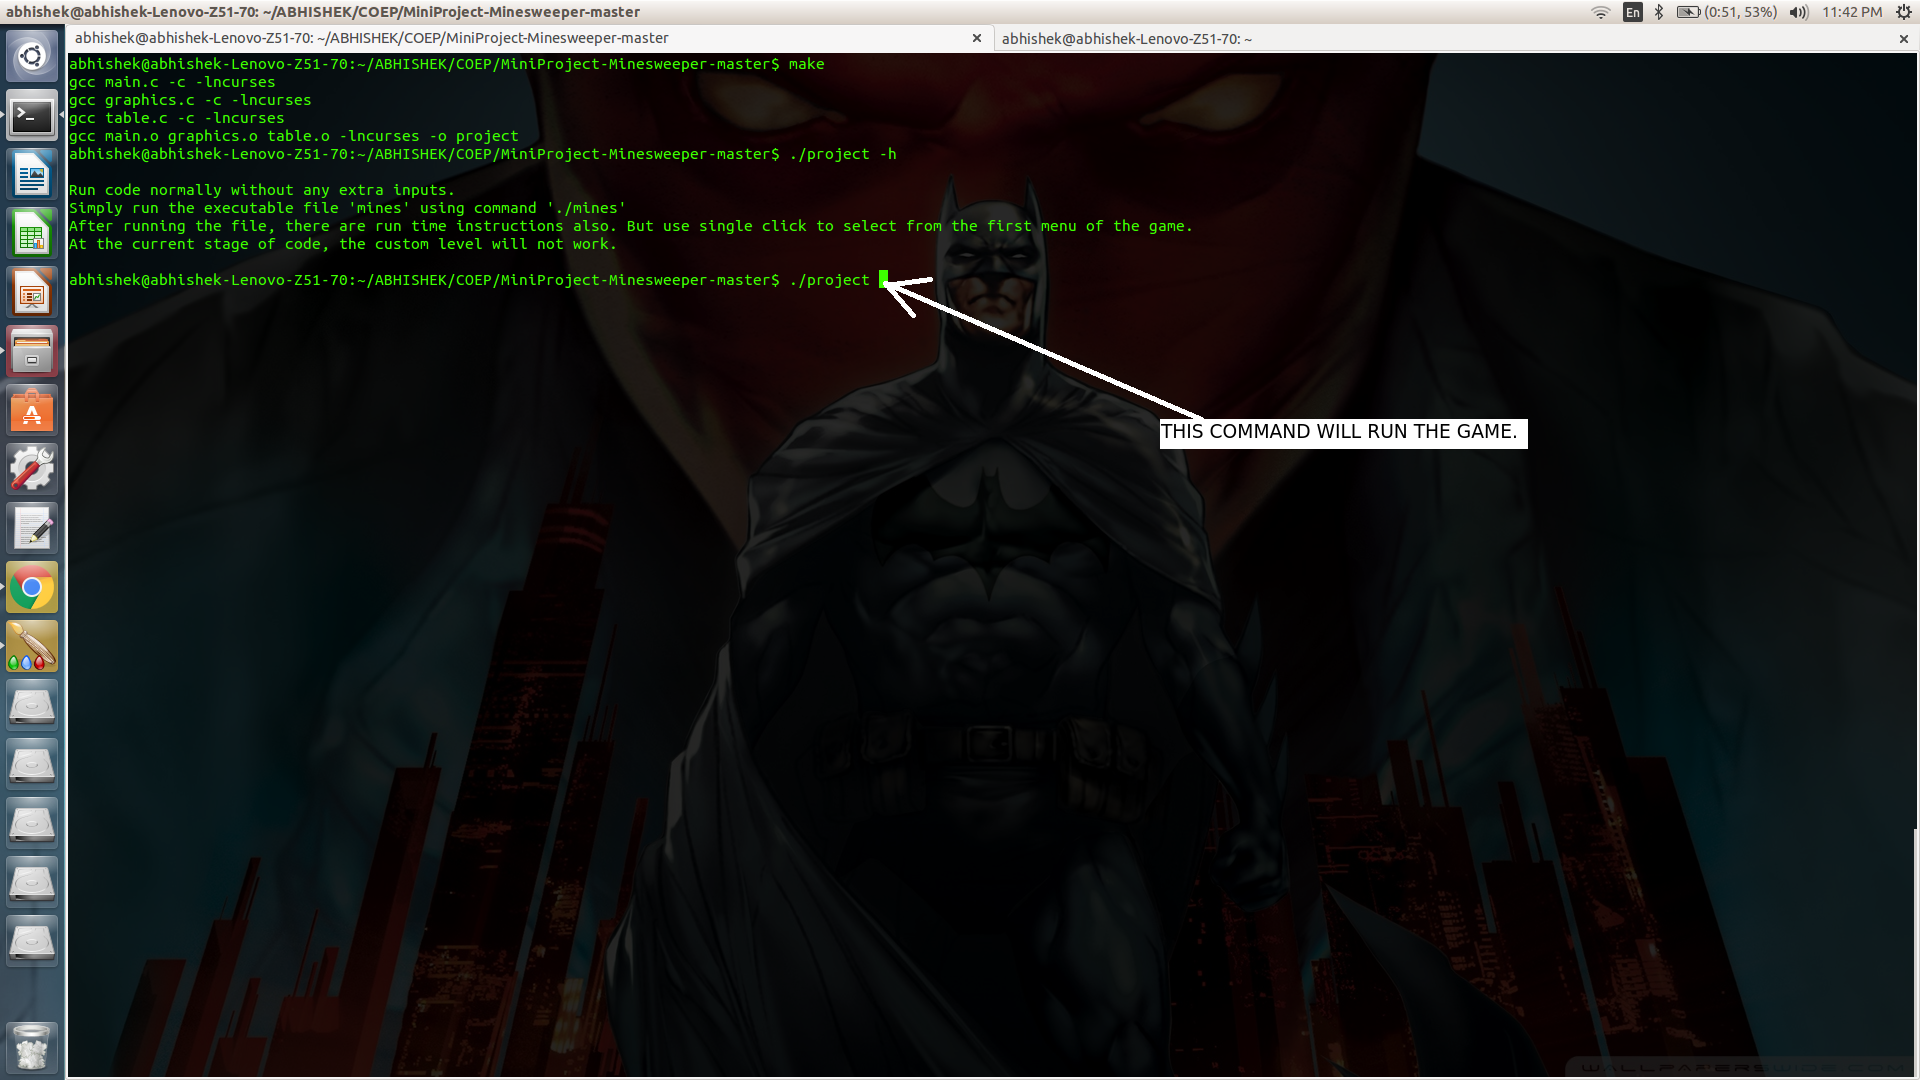 abhishek@abhishek-Lenovo-Z51-70: ~/ABHISHEK/COEP/MiniProject-Minesweeper-master
En
(0:51, 53%)
11:42 PM
abhishek@abhishek-Lenovo-Z51-70: ~/ABHISHEK/COEP/MiniProject-Minesweeper-master
abhishek@abhishek-Lenovo-Z51-70: ~
abhishek@abhishek-Lenovo-Z51-70:~/ABHISHEK/COEP/MiniProject-Minesweeper-master$ make
gcc main.c -c -lncurses
gcc graphics.c -c -lncurses
gcc table.c -c -lncurses
gcc main.o graphics.o table.o -lncurses -o project
abhishek@abhishek-Lenovo-Z51-70:~/ABHISHEK/COEP/MiniProject-Minesweeper-master$ ./project -h
Run code normally without any extra inputs.
Simply run the executable file 'mines' using command './mines'
After running the file, there are run time instructions also. But use single click to select from the first menu of the game.
At the current stage of code, the custom level will not work.
abhishek@abhishek-Lenovo-Z51-70:~/ABHISHEK/COEP/MiniProject-Minesweeper-master$ ./project
THIS COMMAND WILL RUN THE GAME.